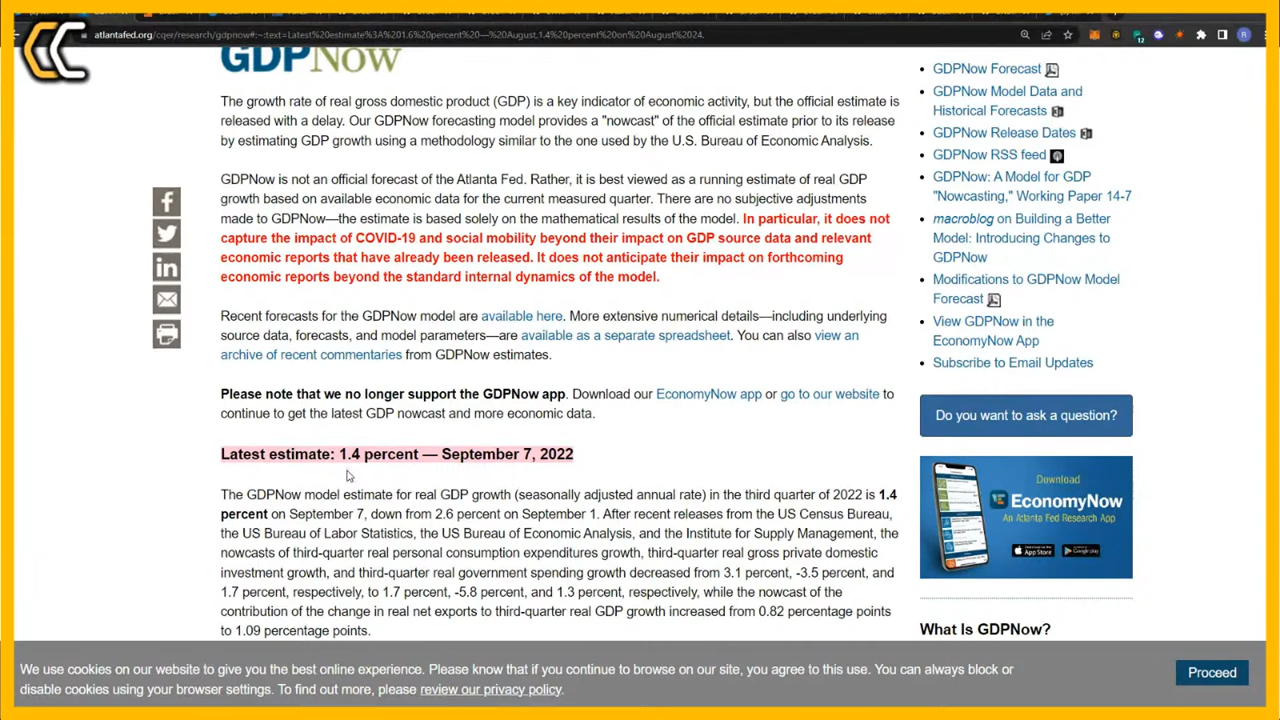 atlantafed.org/cqer/research/gdpnow#:~:text=Latest%20estimate%3A%201.6%20percent%20—%20August,1.4%20percent%20on%20August%2024.
12
R
GDPNow
The growth rate of real gross domestic product (GDP) is a key indicator of economic activity, but the official estimate is
released with a delay. Our GDPNow forecasting model provides a "nowcast" of the official estimate prior to its release
by estimating GDP growth using a methodology similar to the one used by the U.S. Bureau of Economic Analysis.
GDPNow is not an official forecast of the Atlanta Fed. Rather, it is best viewed as a running estimate of real GDP
growth based on available economic data for the current measured quarter. There are no subjective adjustments
made to GDPNow—the estimate is based solely on the mathematical results of the model. In particular, it does not
capture the impact of COVID-19 and social mobility beyond their impact on GDP source data and relevant
economic reports that have already been released. It does not anticipate their impact on forthcoming
economic reports beyond the standard internal dynamics of the model.
Recent forecasts for the GDPNow model are available here. More extensive numerical details—including underlying
source data, forecasts, and model parameters—are available as a separate spreadsheet. You can also view an
archive of recent commentaries from GDPNow estimates.
Please note that we no longer support the GDPNow app. Download our EconomyNow app or go to our website to
continue to get the latest GDP nowcast and more economic data.
Latest estimate: 1.4 percent — September 7, 2022
The GDPNow model estimate for real GDP growth (seasonally adjusted annual rate) in the third quarter of 2022 is 1.4
percent on September 7, down from 2.6 percent on September 1. After recent releases from the US Census Bureau,
the US Bureau of Labor Statistics, the US Bureau of Economic Analysis, and the Institute for Supply Management, the
nowcasts of third-quarter real personal consumption expenditures growth, third-quarter real gross private domestic
investment growth, and third-quarter real government spending growth decreased from 3.1 percent, -3.5 percent, and
1.7 percent, respectively, to 1.7 percent, -5.8 percent, and 1.3 percent, respectively, while the nowcast of the
contribution of the change in real net exports to third-quarter real GDP growth increased from 0.82 percentage points
to 1.09 percentage points.
GDPNow Forecast
GDPNow Model Data and
Historical Forecasts
GDPNow Release Dates
GDPNow RSS feed
GDPNow: A Model for GDP
"Nowcasting," Working Paper 14-7
macroblog on Building a Better
Model: Introducing Changes to
GDPNow
Modifications to GDPNow Model
Forecast
View GDPNow in the
EconomyNow App
Subscribe to Email Updates
Do you want to ask a question?
Download
EconomyNow
An Atlanta Fed Research App
App Store
Google Play
What Is GDPNow?
We use cookies on our website to give you the best online experience. Please know that if you continue to browse on our site, you agree to this use. You can always block or
disable cookies using your browser settings. To find out more, please review our privacy policy.
Proceed